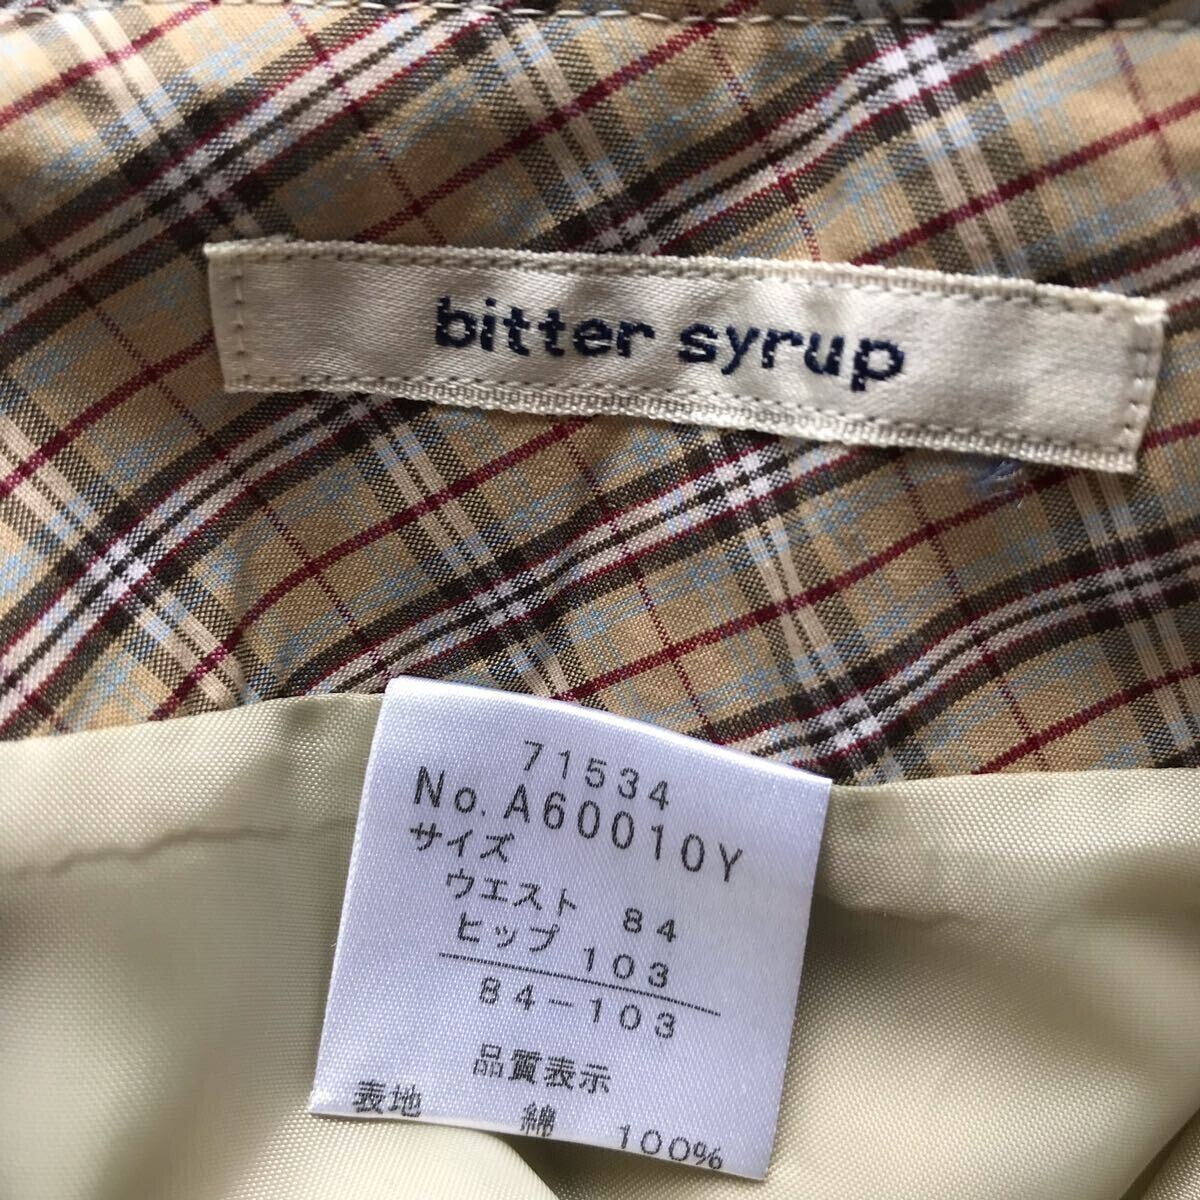 bitter syrup
71534
No.A60010Y
サイズ
ウエスト 84
ヒップ 103
84-103
品質表示
表地 綿 100%